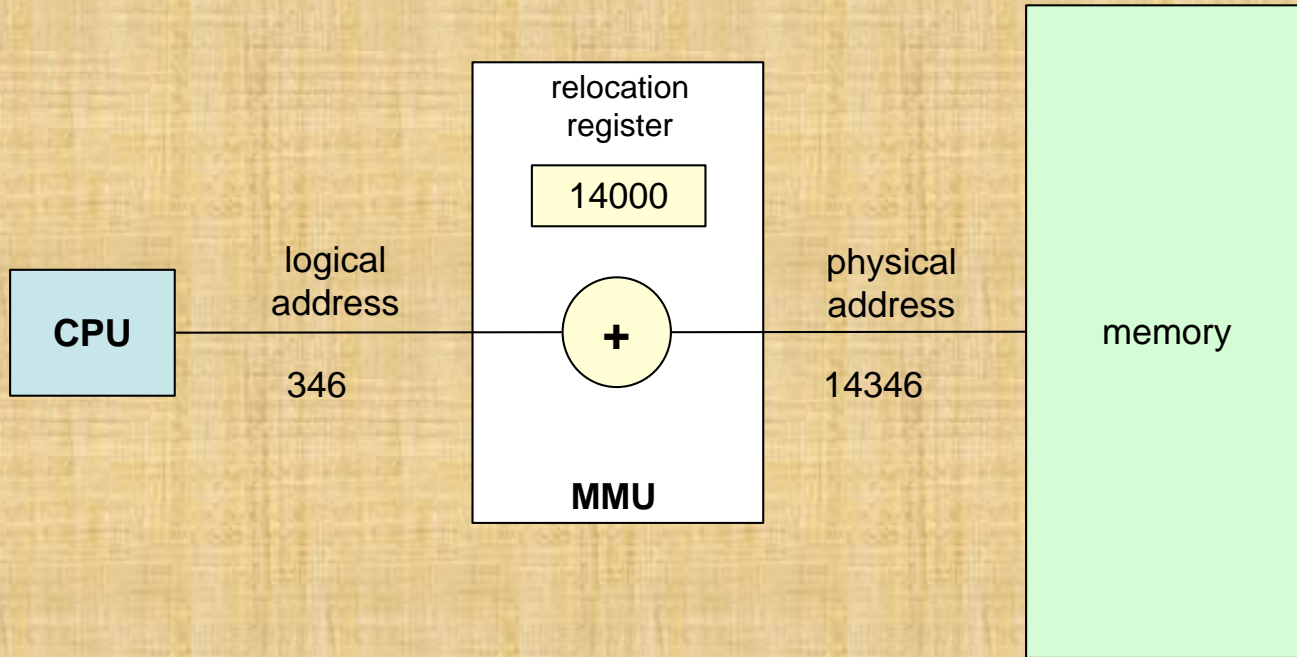 relocation
register
14000
logical
address
physical
address
CPU
+
memory
346
14346
MMU